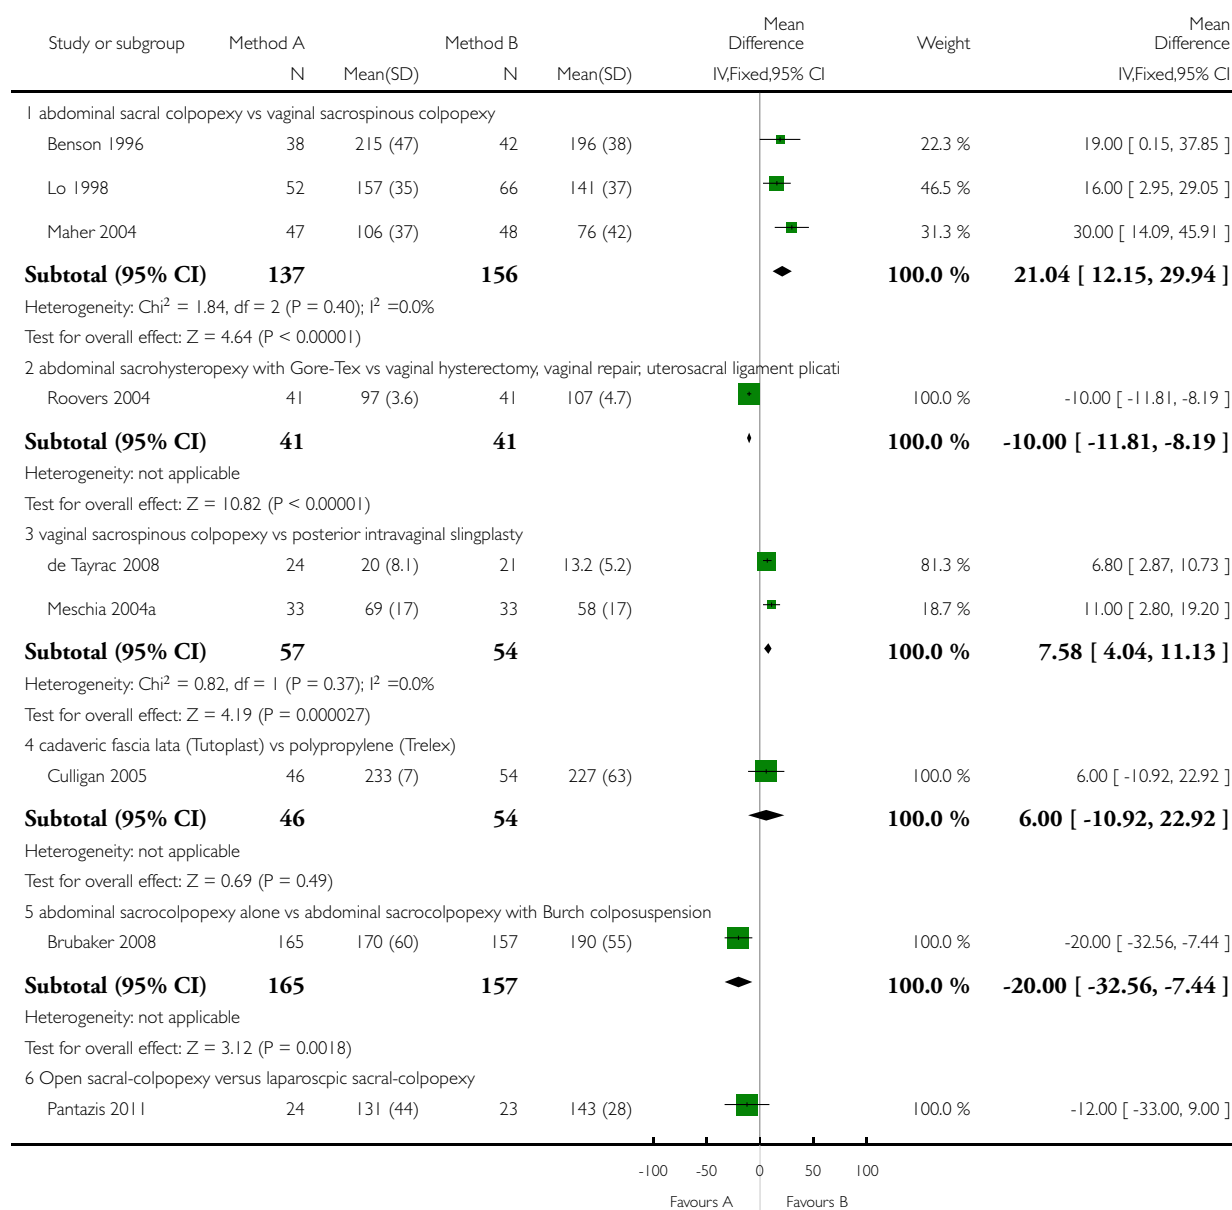 Mean Mean
Study or subgroup Method A Method B Difference Weight Difference
N Mean(SD) N Mean(SD) IV,Fixed,95% CI IV,Fixed,95% CI
1 abdominal sacral colpopexy vs vaginal sacrospinous colpopexy
Benson 1996 38 215 (47) 42 196 (38) 22.3 % 19.00 [ 0.15, 37.85 ]
Lo 1998 52 157 (35) 66 141 (37) 46.5 % 16.00 [ 2.95, 29.05 ]
Maher 2004 47 106 (37) 48 76 (42) 31.3 % 30.00 [ 14.09, 45.91 ]
Subtotal (95% CI) 137 156 100.0 % 21.04 [ 12.15, 29.94 ]
Heterogeneity: Chi² = 1.84, df = 2 (P = 0.40); I² =0.0%
Test for overall effect: Z = 4.64 (P < 0.00001)
2 abdominal sacrohysteropexy with Gore-Tex vs vaginal hysterectomy, vaginal repair, uterosacral ligament plicati
Roovers 2004 41 97 (3.6) 41 107 (4.7) 100.0 % -10.00 [ -11.81, -8.19 ]
Subtotal (95% CI) 41 41 100.0 % -10.00 [ -11.81, -8.19 ]
Heterogeneity: not applicable
Test for overall effect: Z = 10.82 (P < 0.00001)
3 vaginal sacrospinous colpopexy vs posterior intravaginal slingplasty
de Tayrac 2008 24 20 (8.1) 21 13.2 (5.2) 81.3 % 6.80 [ 2.87, 10.73 ]
Meschia 2004a 33 69 (17) 33 58 (17) 18.7 % 11.00 [ 2.80, 19.20 ]
Subtotal (95% CI) 57 54 100.0 % 7.58 [ 4.04, 11.13 ]
Heterogeneity: Chi² = 0.82, df = 1 (P = 0.37); I² =0.0%
Test for overall effect: Z = 4.19 (P = 0.000027)
4 cadaveric fascia lata (Tutoplast) vs polypropylene (Trelex)
Culligan 2005 46 233 (7) 54 227 (63) 100.0 % 6.00 [ -10.92, 22.92 ]
Subtotal (95% CI) 46 54 100.0 % 6.00 [ -10.92, 22.92 ]
Heterogeneity: not applicable
Test for overall effect: Z = 0.69 (P = 0.49)
5 abdominal sacrocolpopexy alone vs abdominal sacrocolpopexy with Burch colposuspension
Brubaker 2008 165 170 (60) 157 190 (55) 100.0 % -20.00 [ -32.56, -7.44 ]
Subtotal (95% CI) 165 157 100.0 % -20.00 [ -32.56, -7.44 ]
Heterogeneity: not applicable
Test for overall effect: Z = 3.12 (P = 0.0018)
6 Open sacral-colpopexy versus laparoscpic sacral-colpopexy
Pantazis 2011 24 131 (44) 23 143 (28) 100.0 % -12.00 [ -33.00, 9.00 ]
-100 -50 0 50 100
Favours A Favours B